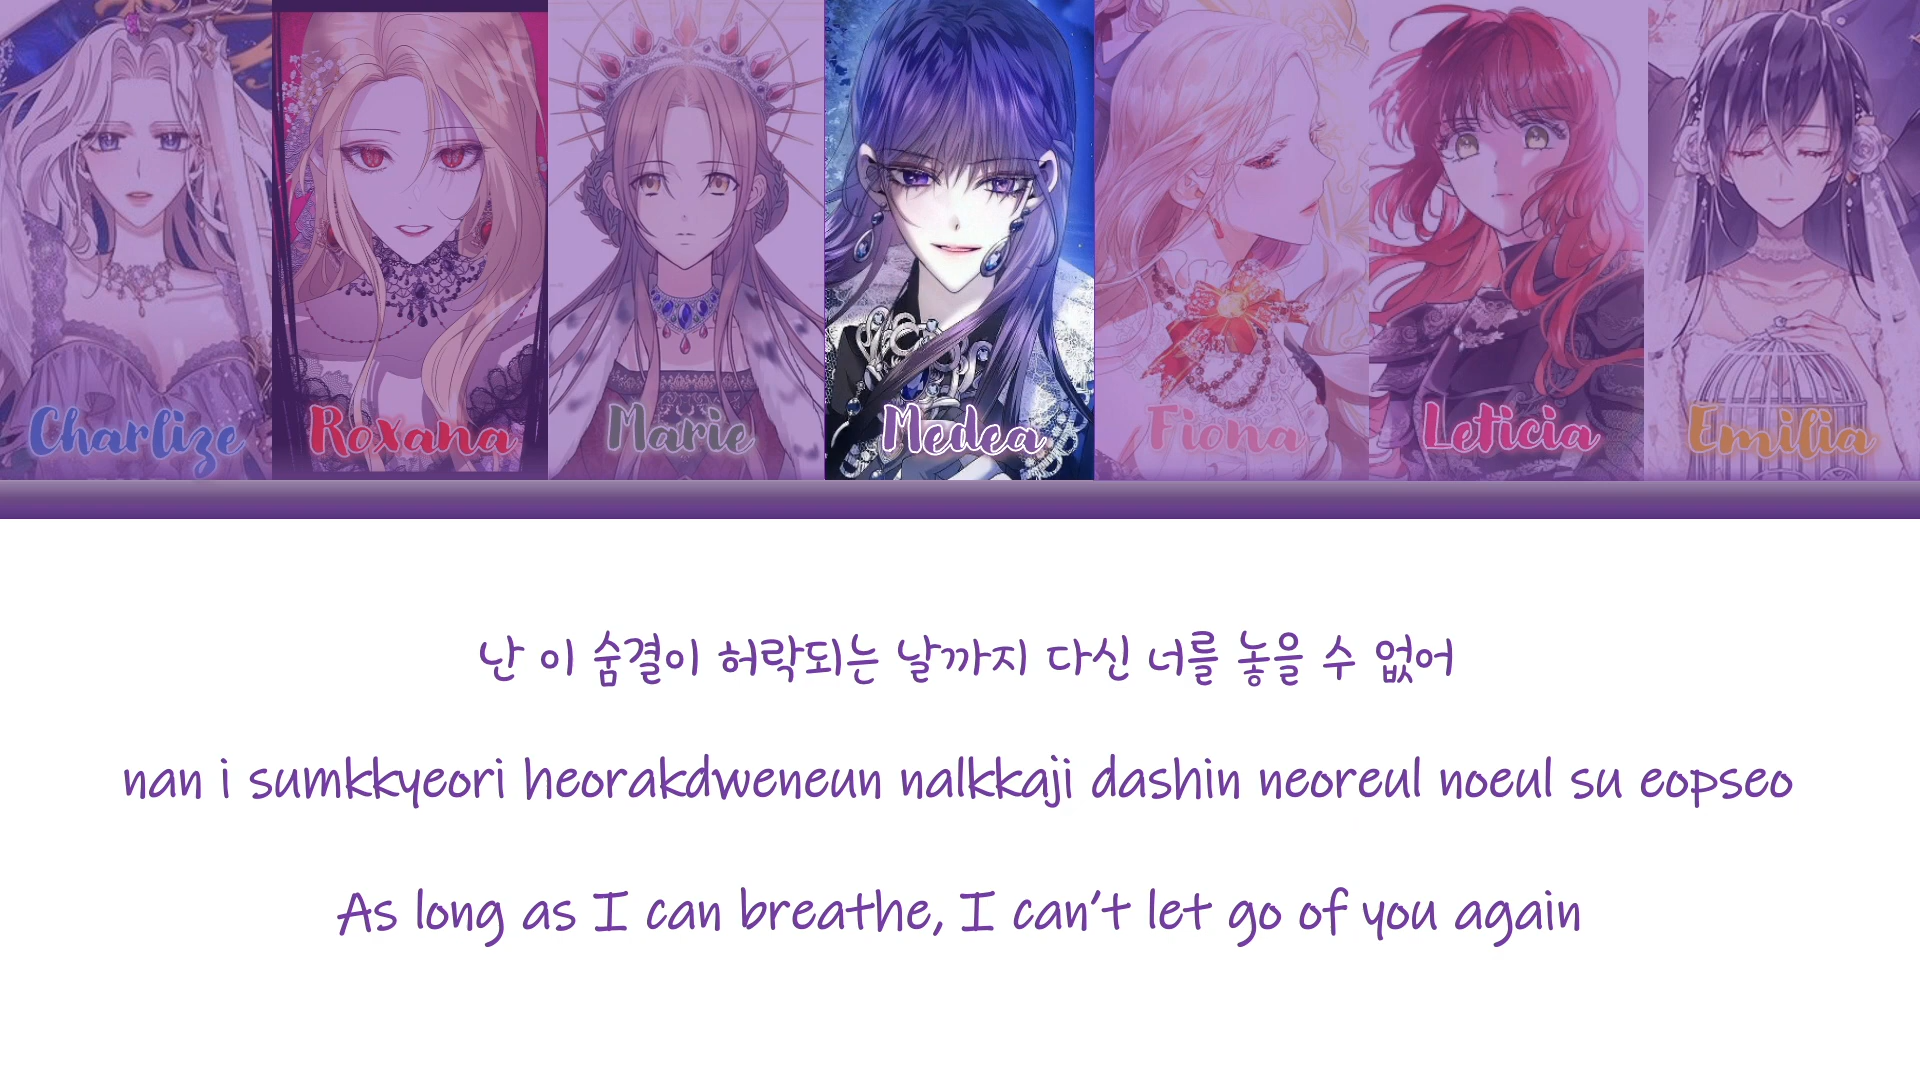 Charlize Roxana Marie Medea Fiona Leticia Emilia
난 이 숨결이 허락되는 날까지 다신 너를 놓을 수 없어
nan i sumkkyeori heorakdweneun nalkkaji dashin neoreul noeul su eopseo
As long as I can breathe, I can't let go of you again